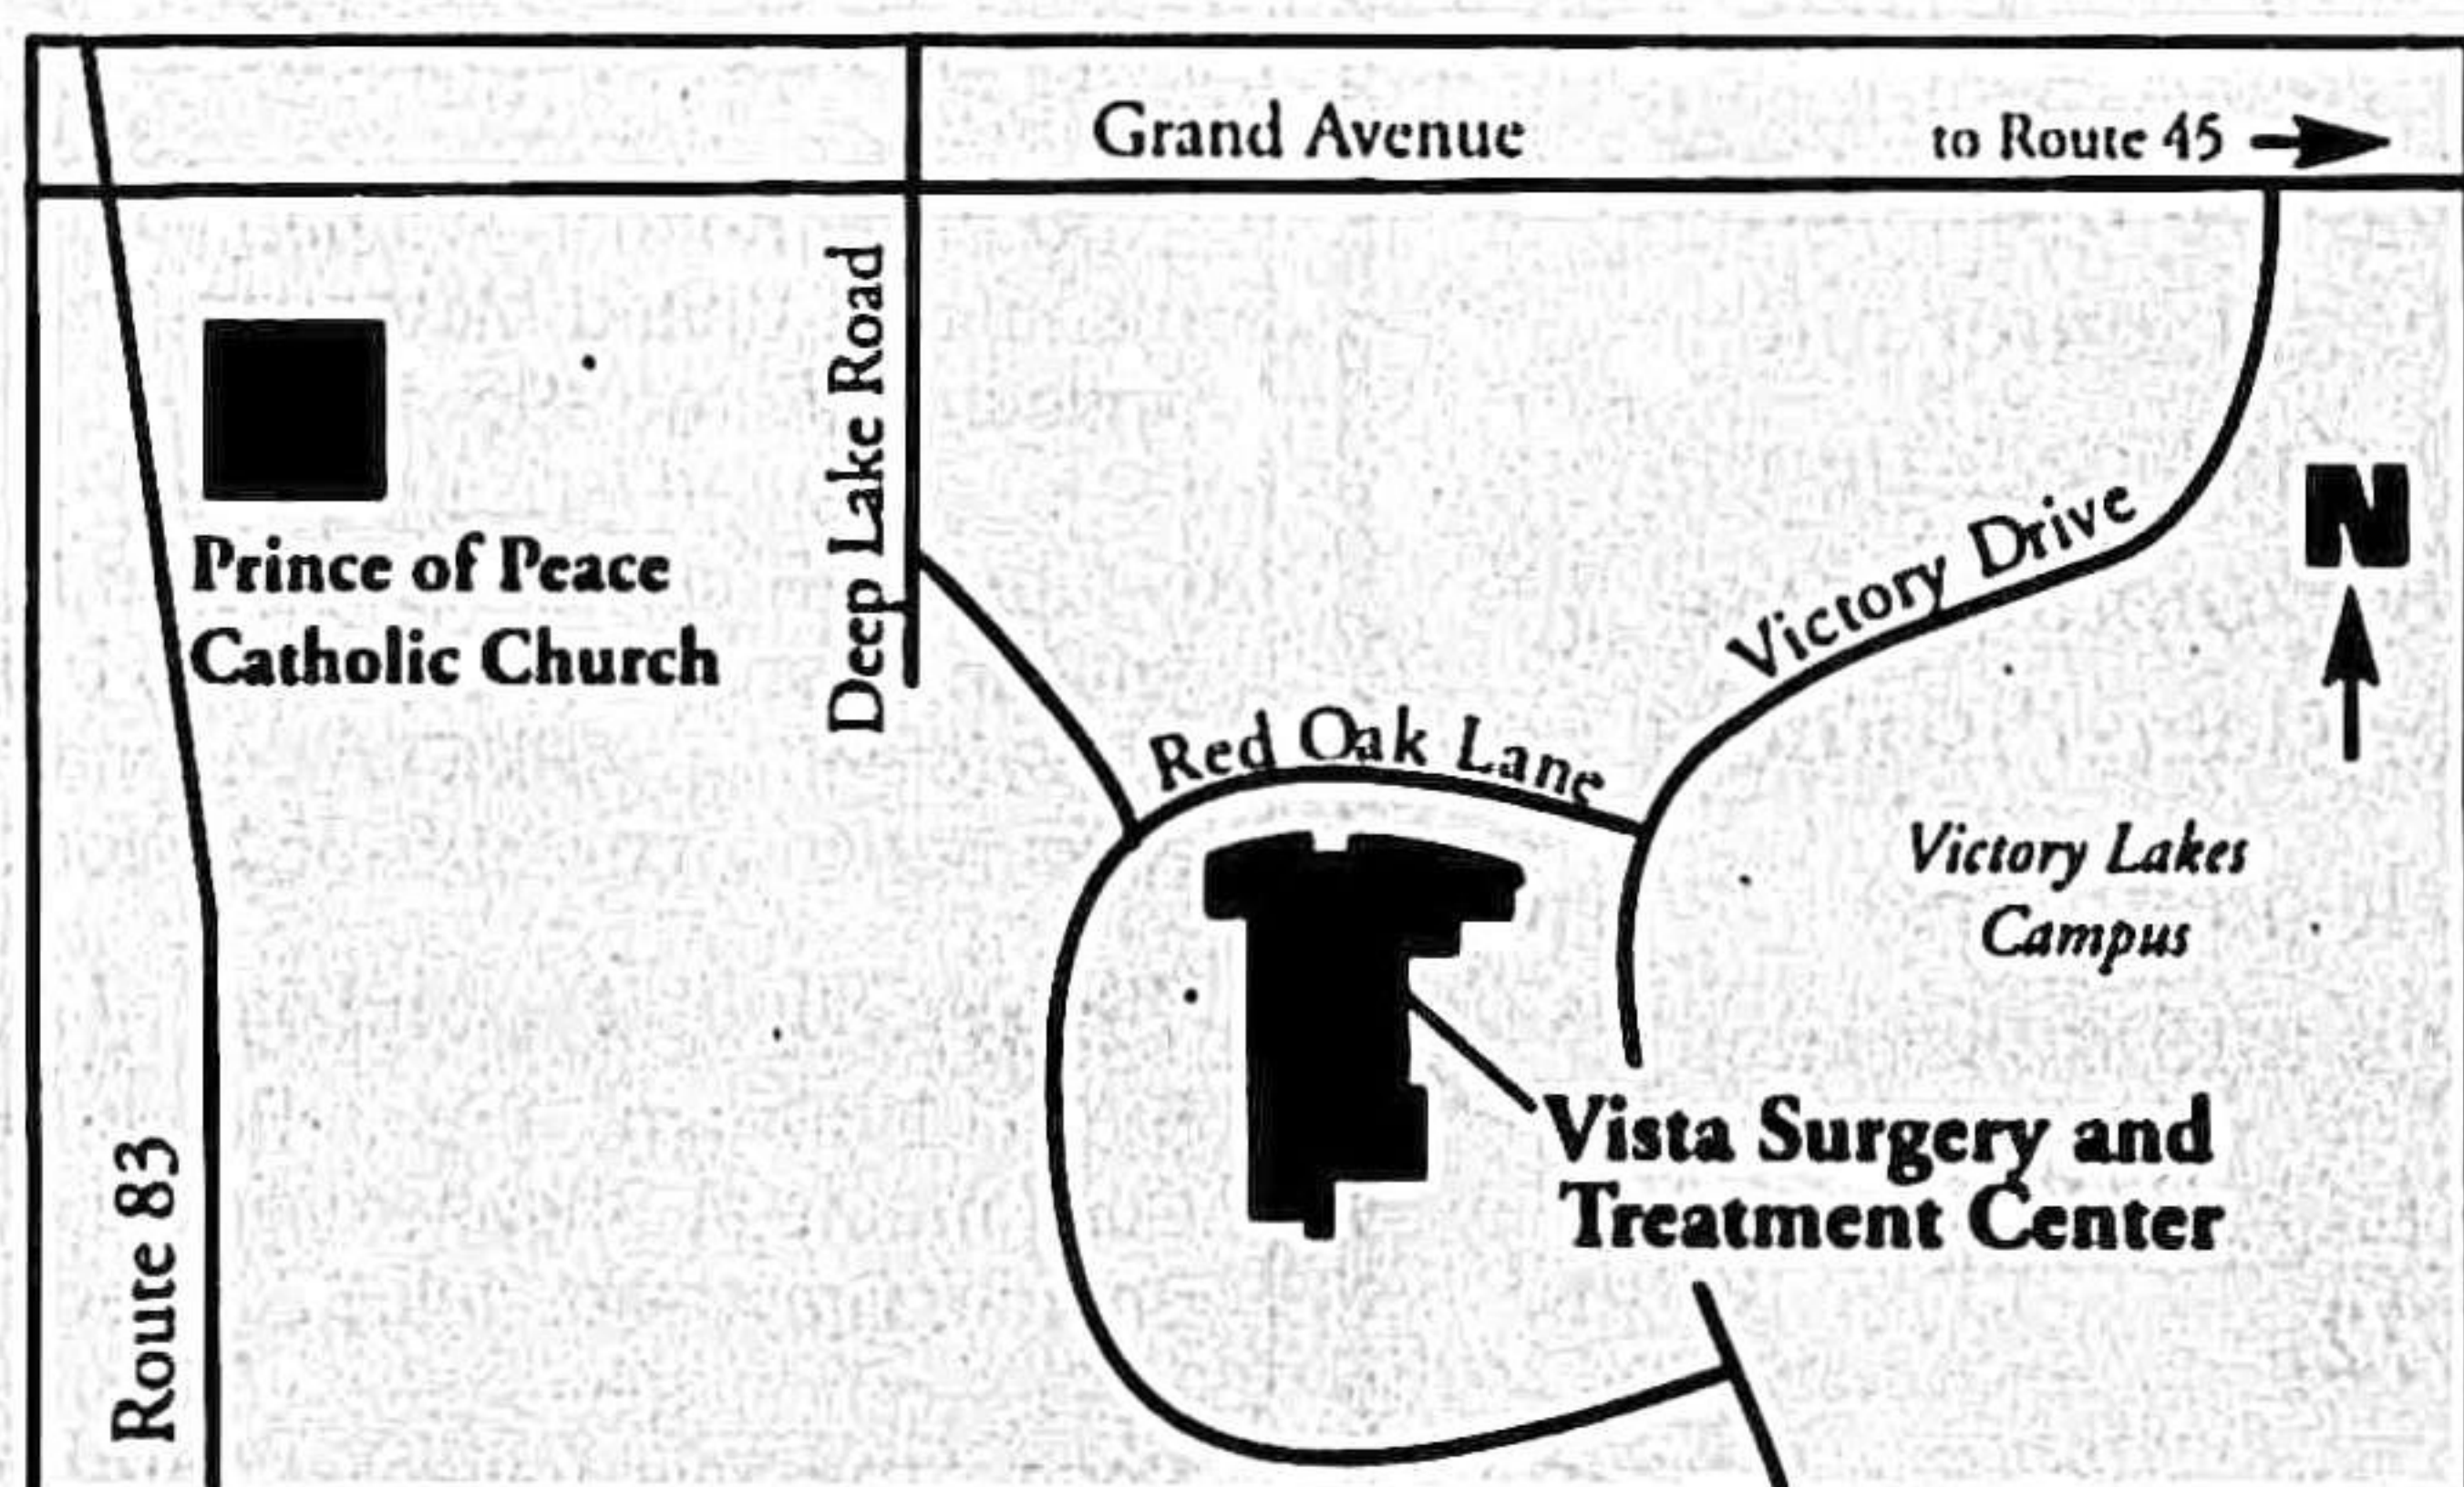 Grand Avenue
to Route 45
Deep Lake Road
Prince of Peace
Catholic Church
Victory Drive
N
Red Oak Lane
Victory Lakes
Campus
Vista Surgery and
Treatment Center
Route 83